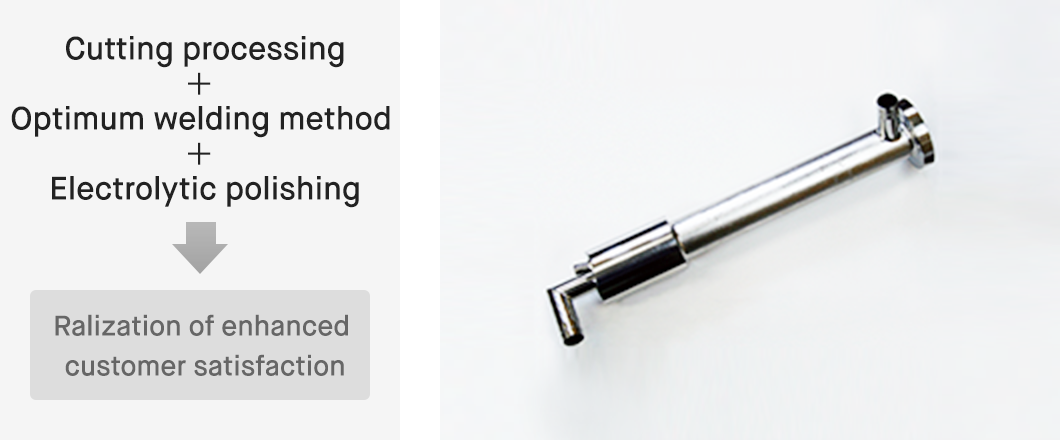 Cutting processing
+
Optimum welding method
+
Electrolytic polishing
Ralization of enhanced
customer satisfaction